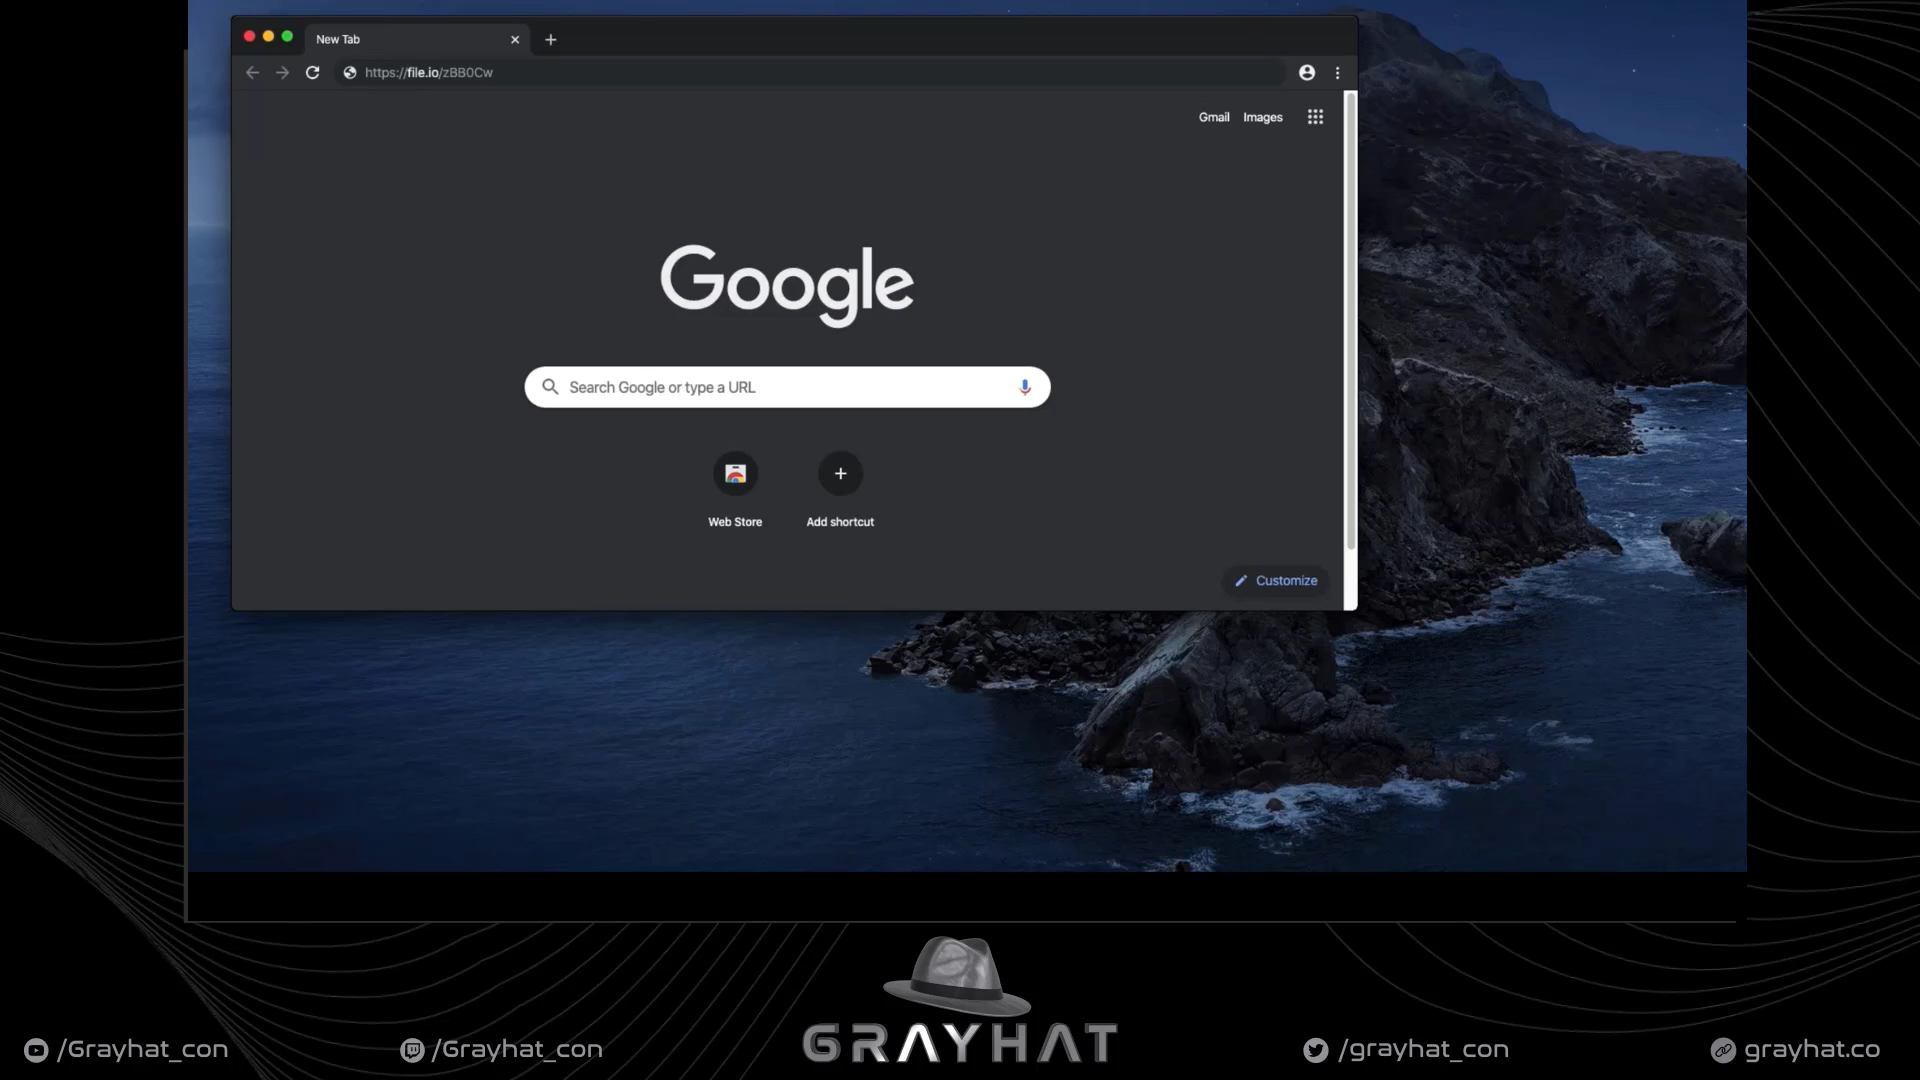 New Tab
https://file.io/zBB0Cw
Gmail Images
Google
Search Google or type a URL
Web Store Add shortcut
Customize
GRAYHAT
/Grayhat_con /Grayhat_con /grayhat_con grayhat.co